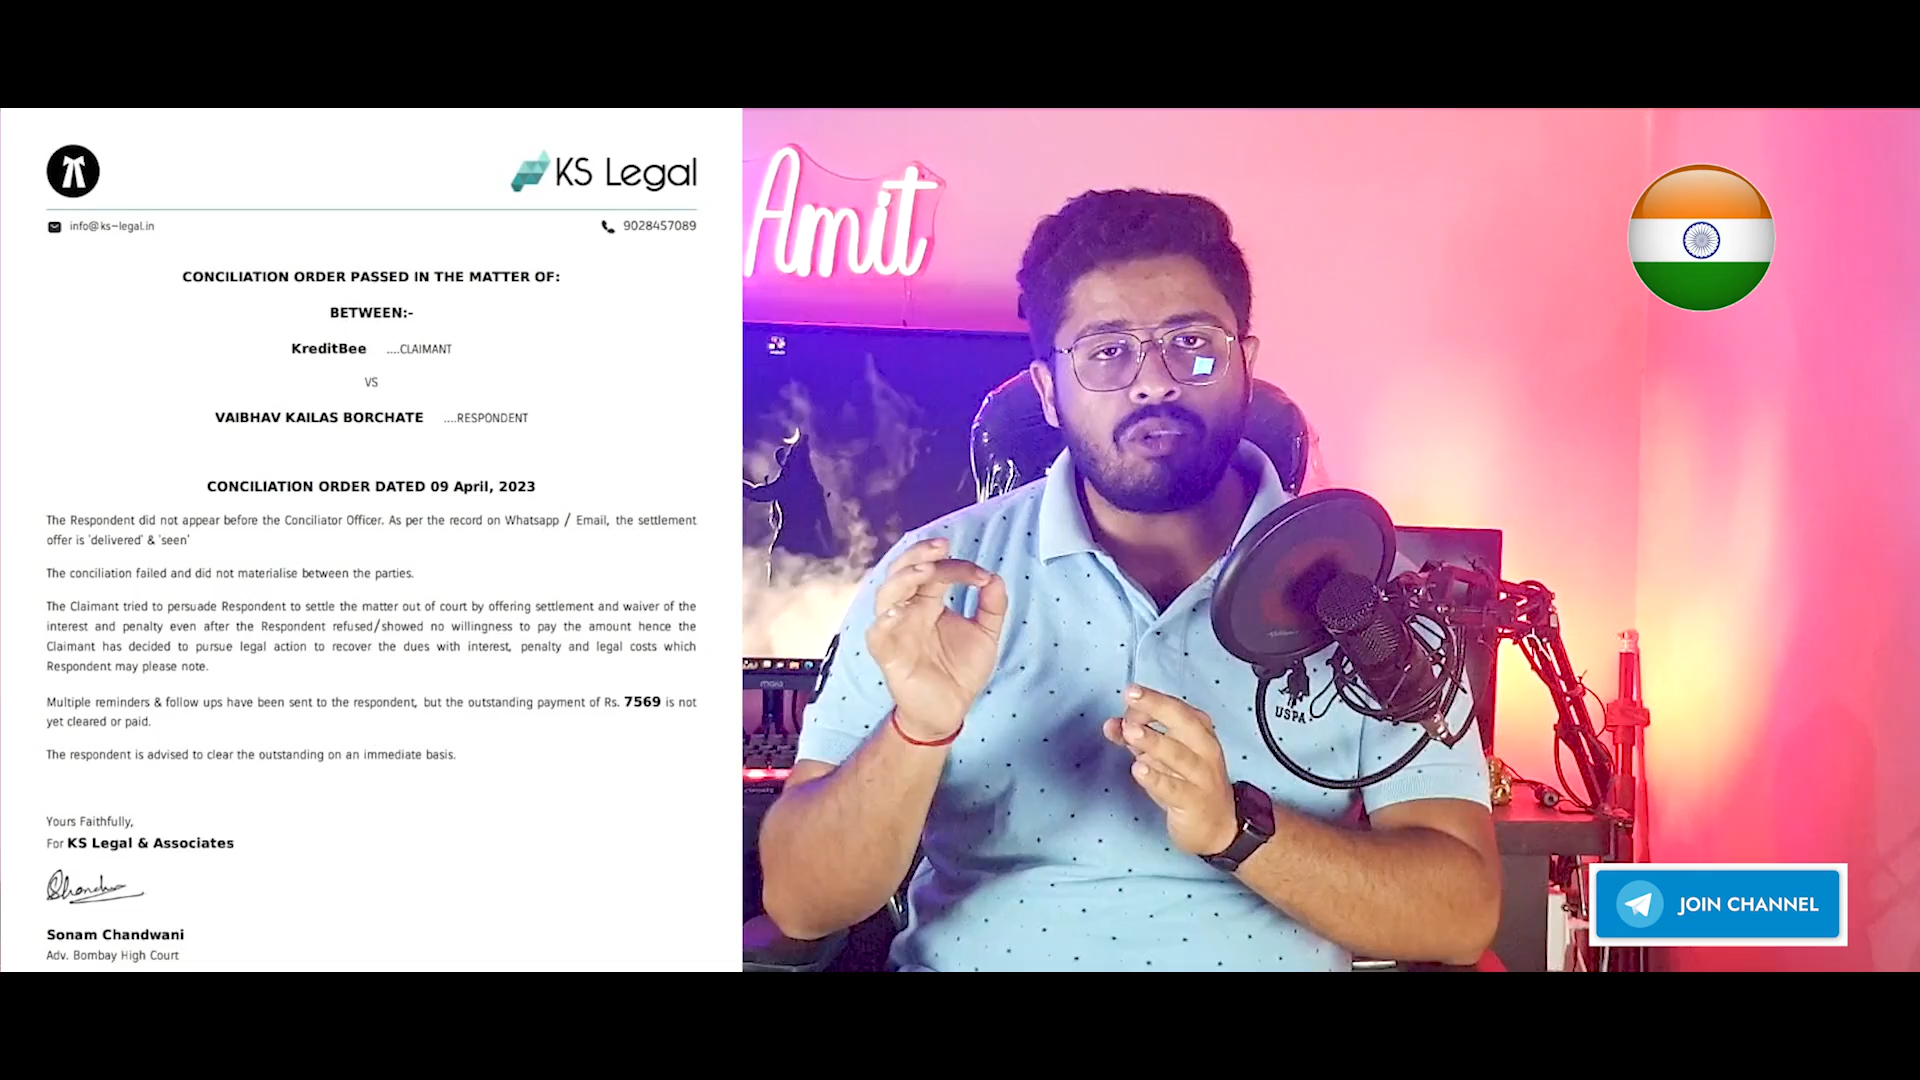 KS Legal
info@ks-legal.in
9028457089
CONCILIATION ORDER PASSED IN THE MATTER OF:
BETWEEN:-
KreditBee ....CLAIMANT
VS
VAIBHAV KAILAS BORCHATE ....RESPONDENT
CONCILIATION ORDER DATED 09 April, 2023
The Respondent did not appear before the Conciliator Officer. As per the record on Whatsapp / Email, the settlement
offer is 'delivered' & 'seen'
The conciliation failed and did not materialise between the parties.
The Claimant tried to persuade Respondent to settle the matter out of court by offering settlement and waiver of the
interest and penalty even after the Respondent refused/showed no willingness to pay the amount hence the
Claimant has decided to pursue legal action to recover the dues with interest, penalty and legal costs which
Respondent may please note.
Multiple reminders & follow ups have been sent to the respondent, but the outstanding payment of Rs. 7569 is not
yet cleared or paid.
The respondent is advised to clear the outstanding on an immediate basis.
Yours Faithfully,
For KS Legal & Associates
Sonam Chandwani
Adv. Bombay High Court
Amit
USPA
JOIN CHANNEL